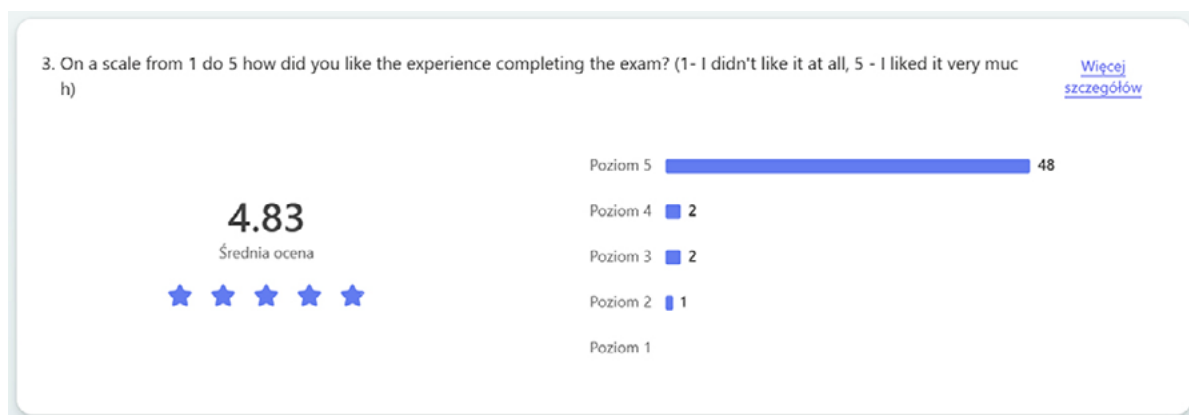 3. On a scale from 1 do 5 how did you like the experience completing the exam? (1- I didn't like it at all, 5 - I liked it very muc
h)
Więcej
szczegółów
4.83
Średnia ocena
Poziom 5 48
Poziom 4 2
Poziom 3 2
Poziom 2 1
Poziom 1